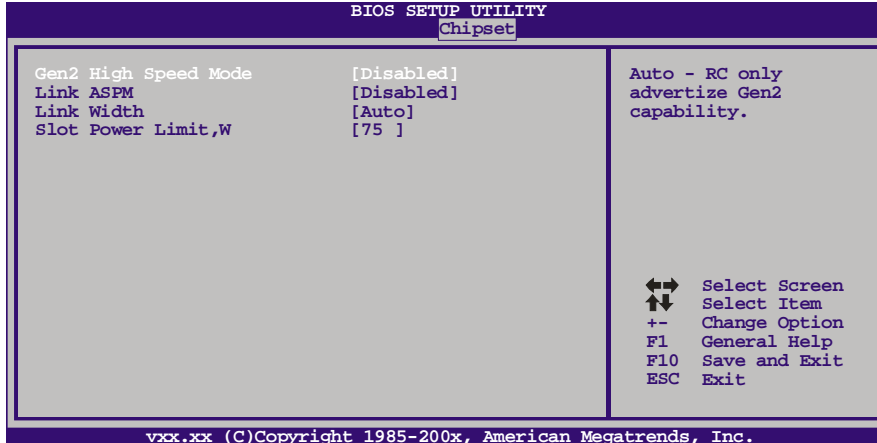 BIOS SETUP UTILITY
Chipset
Gen2 High Speed Mode [Disabled]
Link ASPM [Disabled]
Link Width [Auto]
Slot Power Limit,W [75 ]
Auto - RC only
advertize Gen2
capability.
Select Screen
Select Item
+- Change Option
F1 General Help
F10 Save and Exit
ESC Exit
vxx.xx (C)Copyright 1985-200x, American Megatrends, Inc.